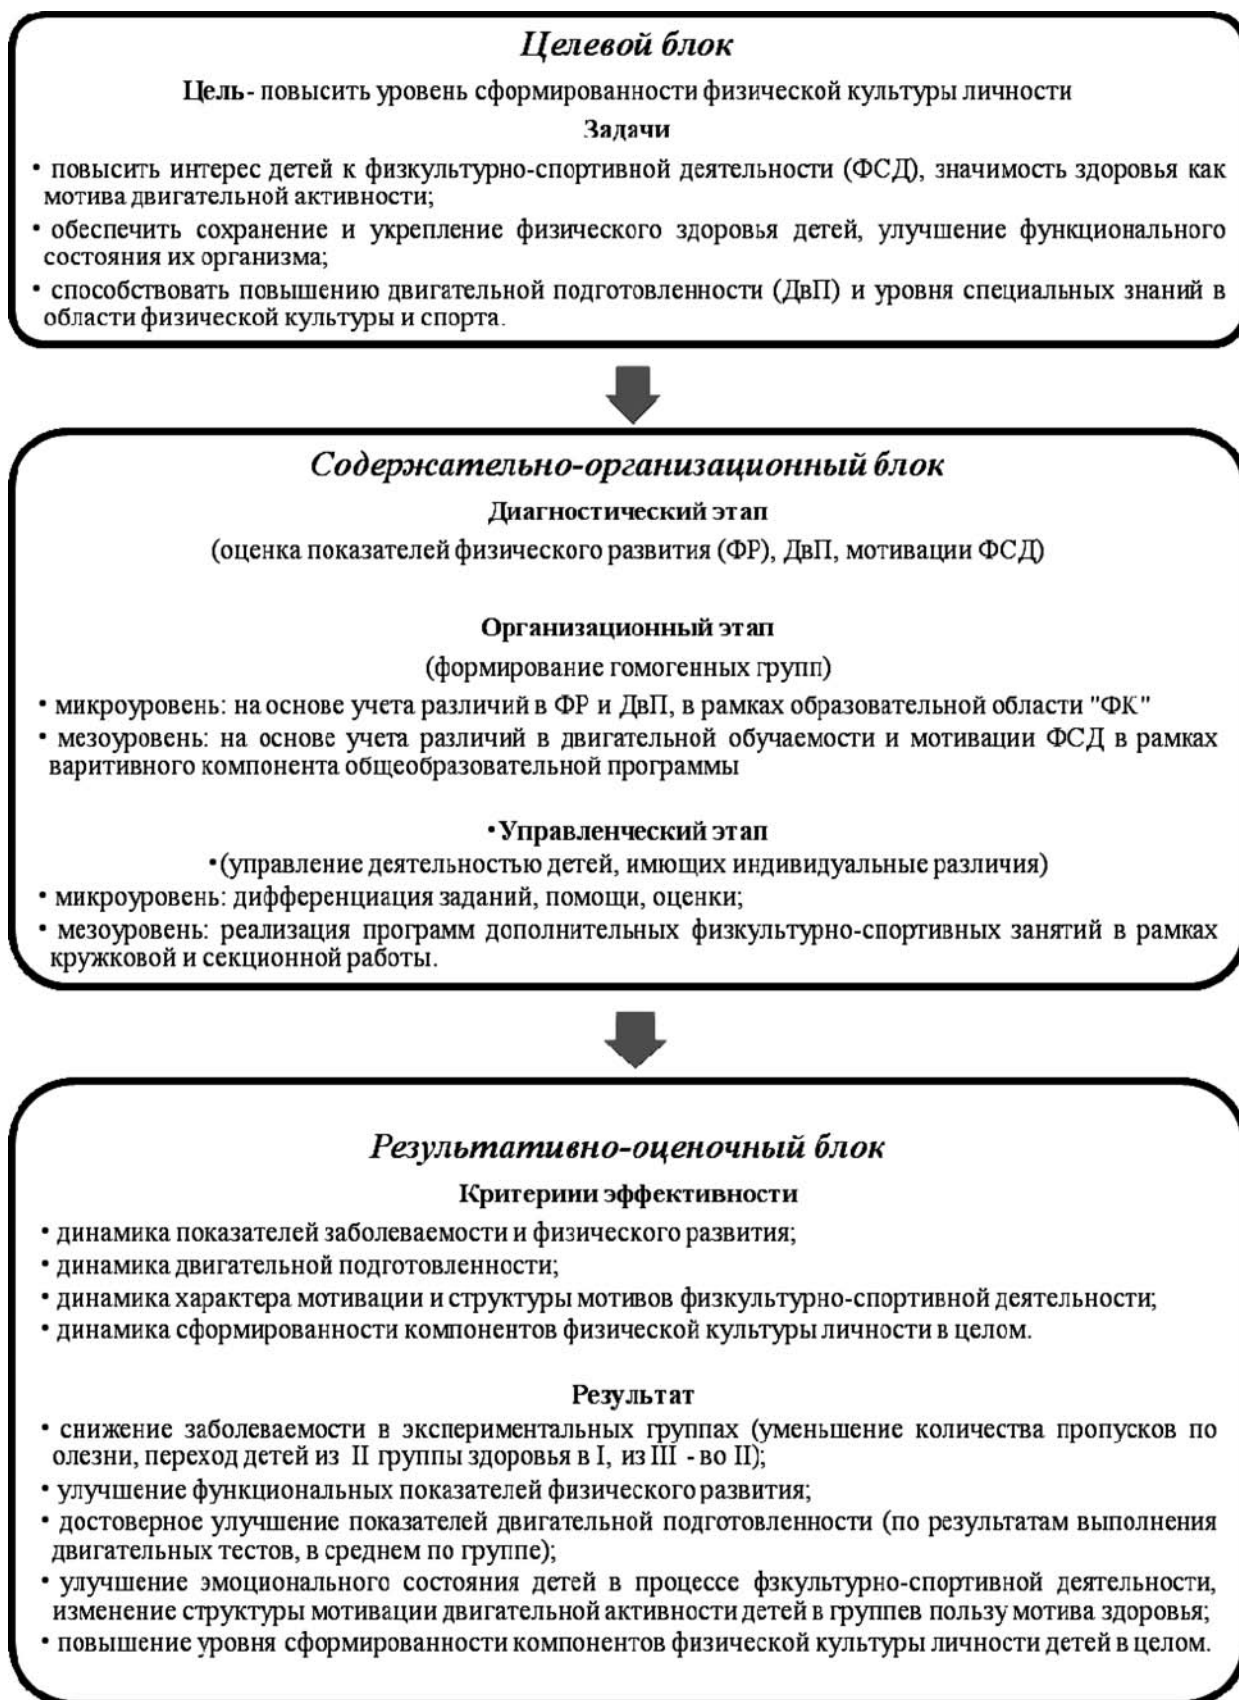 Целевой блок
Цель- повысить уровень сформированности физической культуры личности
Задачи
• повысить интерес детей к физкультурно-спортивной деятельности (ФСД), значимость здоровья как
мотива двигательной активности;
• обеспечить сохранение и укрепление физического здоровья детей, улучшение функционального
состояния их организма;
• способствовать повышению двигательной подготовленности (ДвП) и уровня специальных знаний в
области физической культуры и спорта.
Содержательно-организационный блок
Диагностический этап
(оценка показателей физического развития (ФР), ДвП, мотивации ФСД)
Организационный этап
(формирование гомогенных групп)
• микроуровень: на основе учета различий в ФР и ДвП, в рамках образовательной области "ФК"
• мезоуровень: на основе учета различий в двигательной обучаемости и мотивации ФСД в рамках
варитивного компонента общеобразовательной программы
•Управленческий этап
•(управление деятельностью детей, имющих индивидуальные различия)
• микроуровень: дифференциация заданий, помощи, оценки;
• мезоуровень: реализация программ дополнительных физкультурно-спортивных занятий в рамках
кружковой и секционной работы.
Результативно-оценочный блок
Критериии эффективности
• динамика показателей заболеваемости и физического развития;
• динамика двигательной подготовленности;
• динамика характера мотивации и структуры мотивов физкультурно-спортивной деятельности;
• динамика сформированности компонентов физической культуры личности в целом.
Результат
• снижение заболеваемости в экспериментальных группах (уменьшение количества пропусков по
олезни, переход детей из II группы здоровья в I, из III - во II);
• улучшение функциональных показателей физического развития;
• достоверное улучшение показателей двигательной подготовленности (по результатам выполнения
двигательных тестов, в среднем по группе);
• улучшение эмоционального состояния детей в процессе фзкультурно-спортивной деятельности,
изменение структуры мотивации двигательной активности детей в группев пользу мотива здоровья;
• повышение уровня сформированности компонентов физической культуры личности детей в целом.